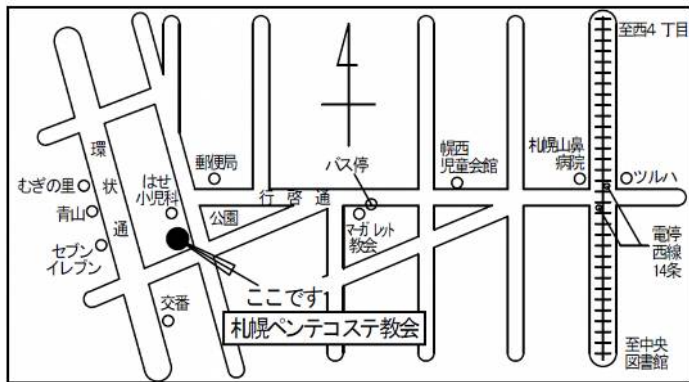 至西4 丁目
環状通
むぎの里
青山
セブン
イレブン
はせ
小児科
郵便局
公園
行啓通
バス停
マーガレット
教会
幌西
児童会館
札幌山鼻
病院
ツルハ
電停
西線
14条
交番
ここです
札幌ペンテコステ教会
至中央
図書館